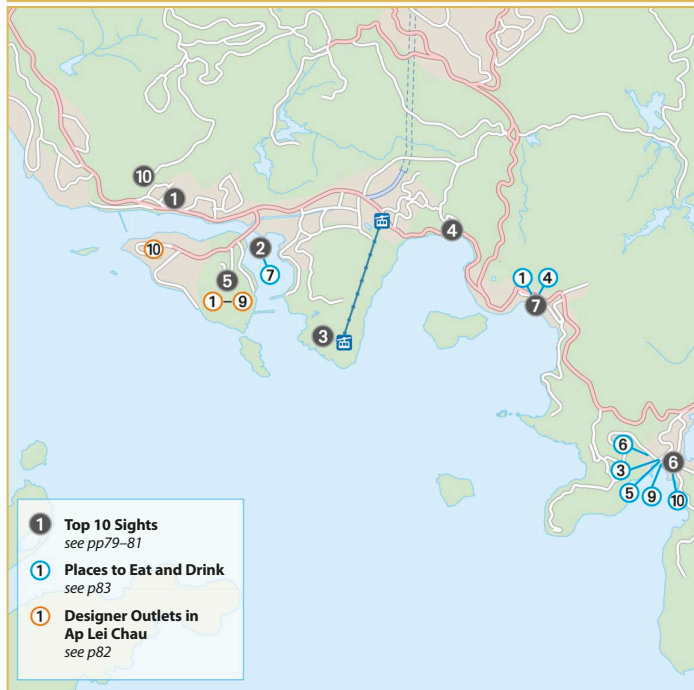 10
1
4
10
2
7
5
1–9
3
1
4
7
6
3
5
9
10
6
1 Top 10 Sights
see pp79–81
1 Places to Eat and Drink
see p83
1 Designer Outlets in
Ap Lei Chau
see p82